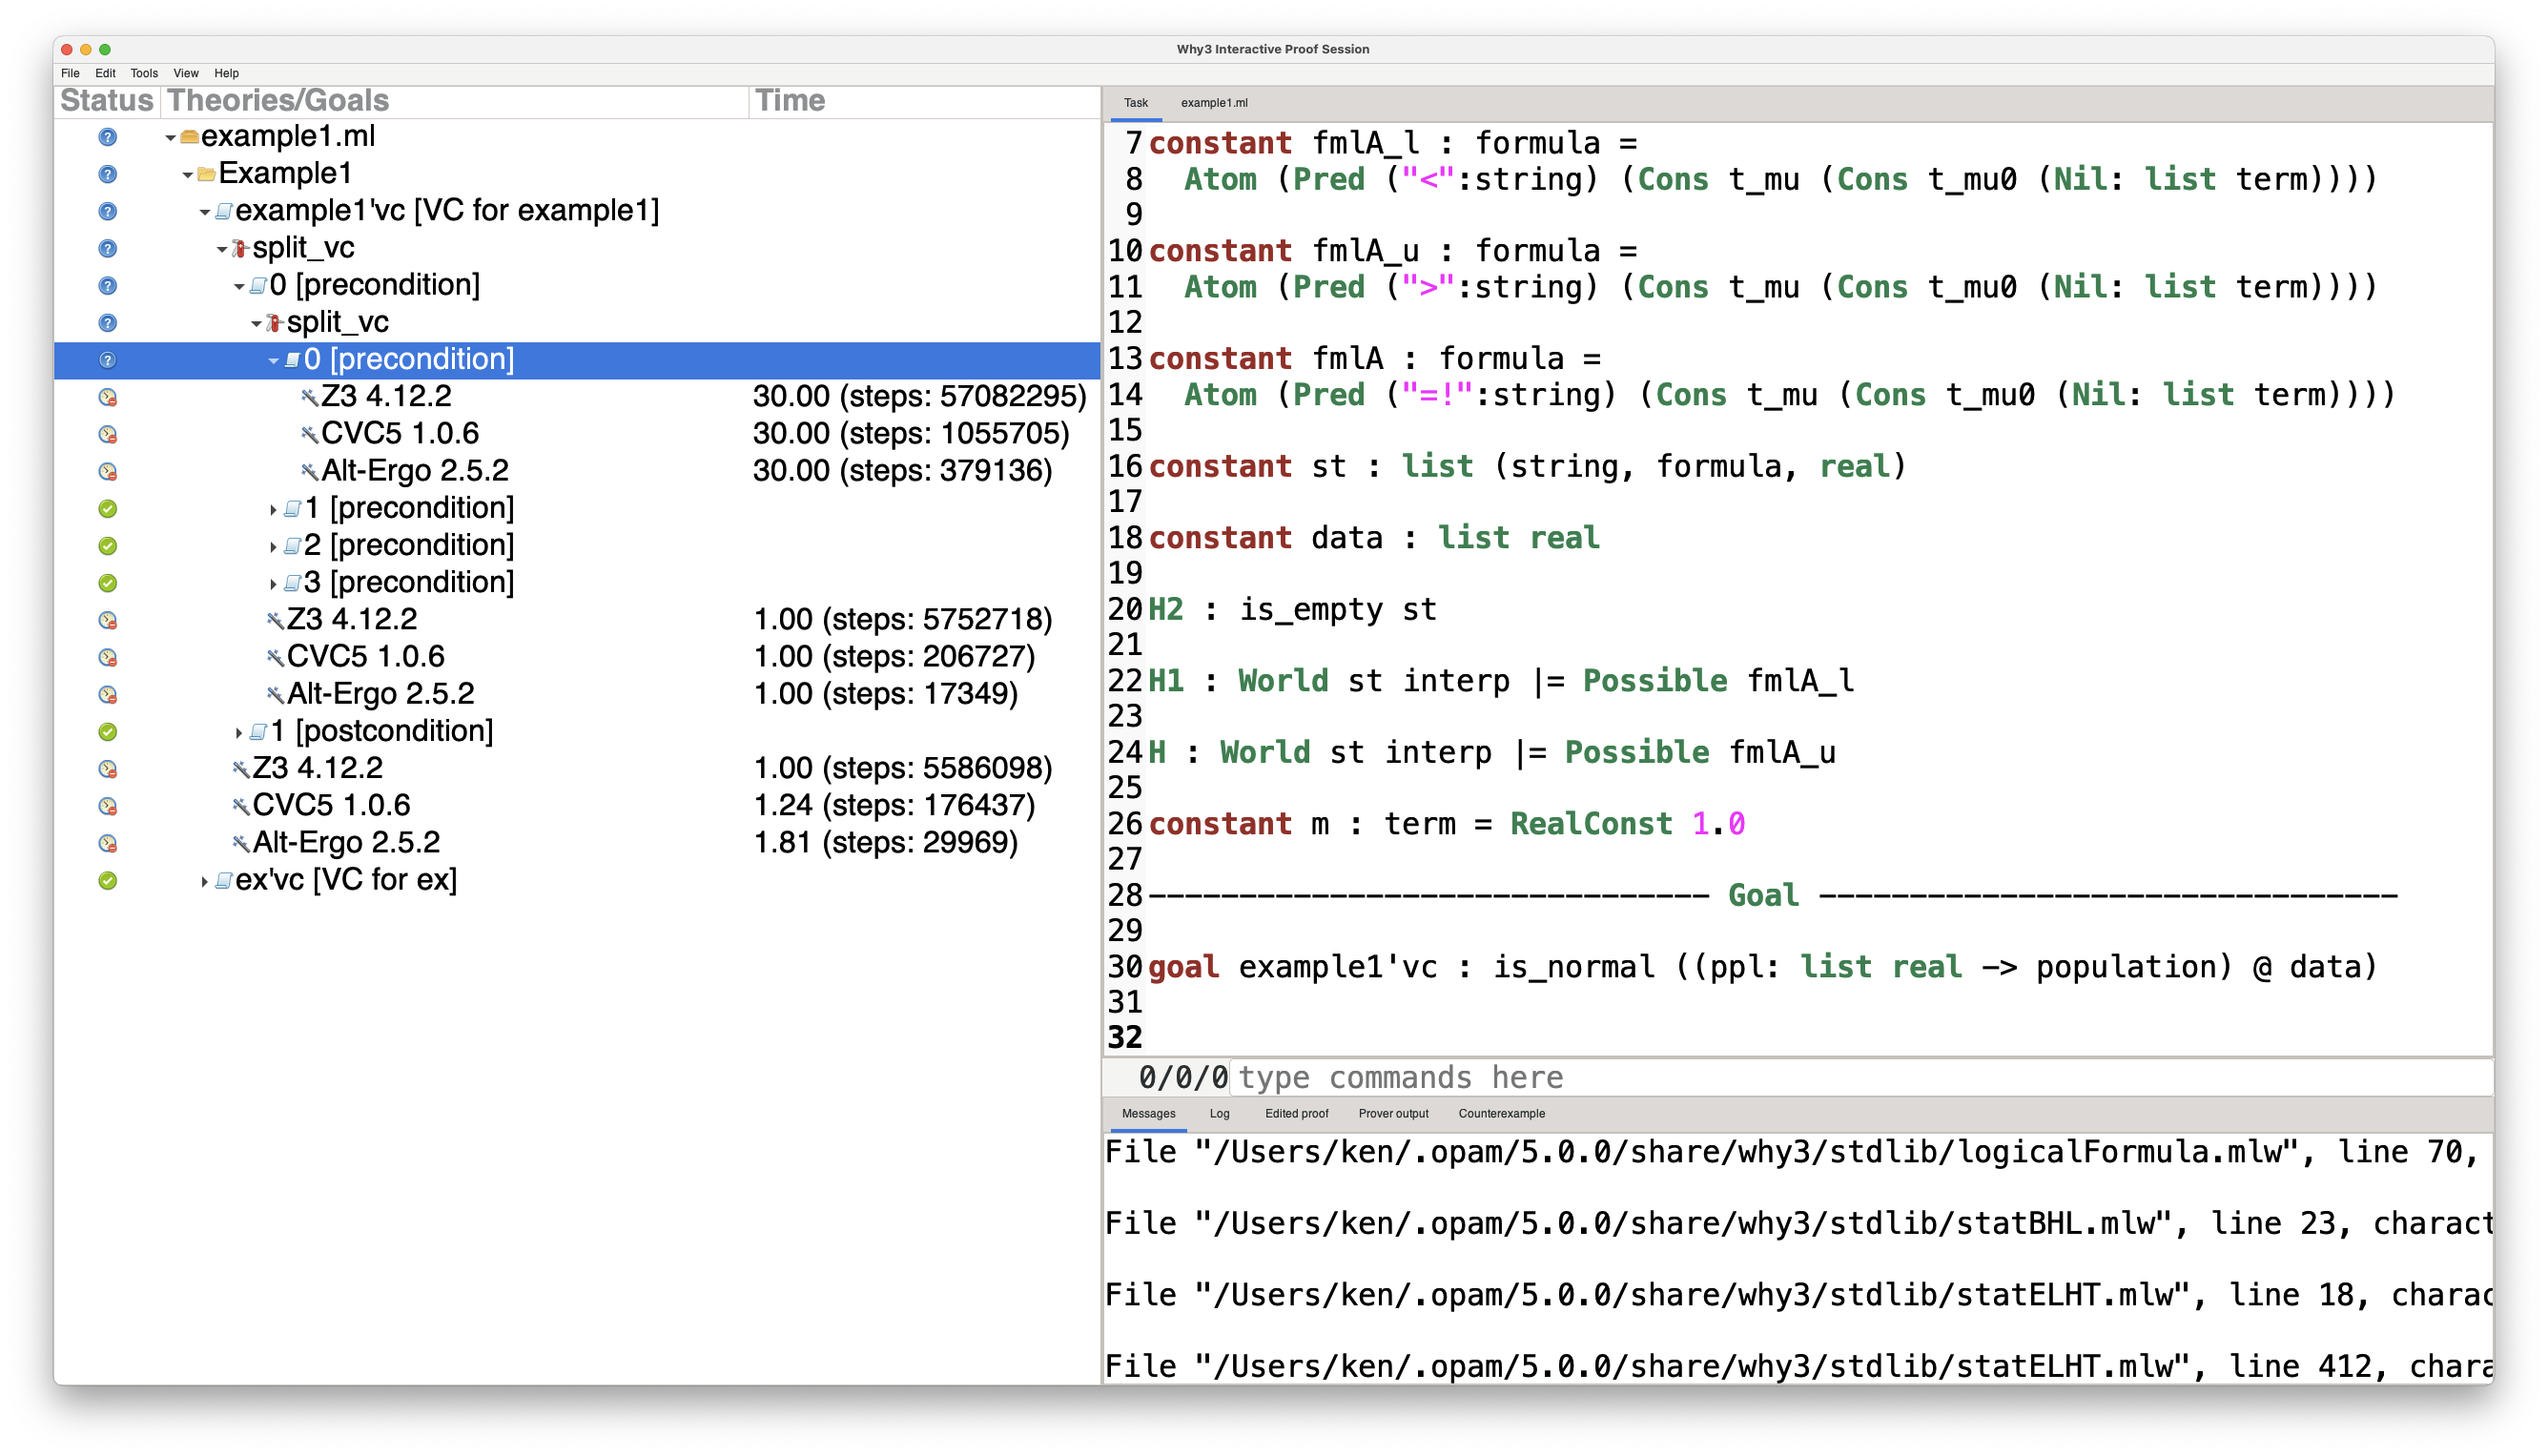 Why3 Interactive Proof Session
File Edit Tools View Help
Status Theories/Goals Time
example1.ml
Example1
example1'vc [VC for example1]
split_vc
0 [precondition]
split_vc
0 [precondition]
Z3 4.12.2 30.00 (steps: 57082295)
CVC5 1.0.6 30.00 (steps: 1055705)
Alt-Ergo 2.5.2 30.00 (steps: 379136)
1 [precondition]
2 [precondition]
3 [precondition]
Z3 4.12.2 1.00 (steps: 5752718)
CVC5 1.0.6 1.00 (steps: 206727)
Alt-Ergo 2.5.2 1.00 (steps: 17349)
1 [postcondition]
Z3 4.12.2 1.00 (steps: 5586098)
CVC5 1.0.6 1.24 (steps: 176437)
Alt-Ergo 2.5.2 1.81 (steps: 29969)
ex'vc [VC for ex]
Task example1.ml
7 constant fmlA_l : formula =
8 Atom (Pred ("<":string) (Cons t_mu (Cons t_mu0 (Nil: list term))))
9
10 constant fmlA_u : formula =
11 Atom (Pred (">":string) (Cons t_mu (Cons t_mu0 (Nil: list term))))
12
13 constant fmlA : formula =
14 Atom (Pred ("=!":string) (Cons t_mu (Cons t_mu0 (Nil: list term))))
15
16 constant st : list (string, formula, real)
17
18 constant data : list real
19
20 H2 : is_empty st
21
22 H1 : World st interp |= Possible fmlA_l
23
24 H : World st interp |= Possible fmlA_u
25
26 constant m : term = RealConst 1.0
27
28 ------------------------------- Goal --------------------------------
29
30 goal example1'vc : is_normal ((ppl: list real -> population) @ data)
31
32
0/0/0 type commands here
Messages Log Edited proof Prover output Counterexample
File "/Users/ken/.opam/5.0.0/share/why3/stdlib/logicalFormula.mlw", line 70,
File "/Users/ken/.opam/5.0.0/share/why3/stdlib/statBHL.mlw", line 23, charact
File "/Users/ken/.opam/5.0.0/share/why3/stdlib/statELHT.mlw", line 18, charac
File "/Users/ken/.opam/5.0.0/share/why3/stdlib/statELHT.mlw", line 412, chara